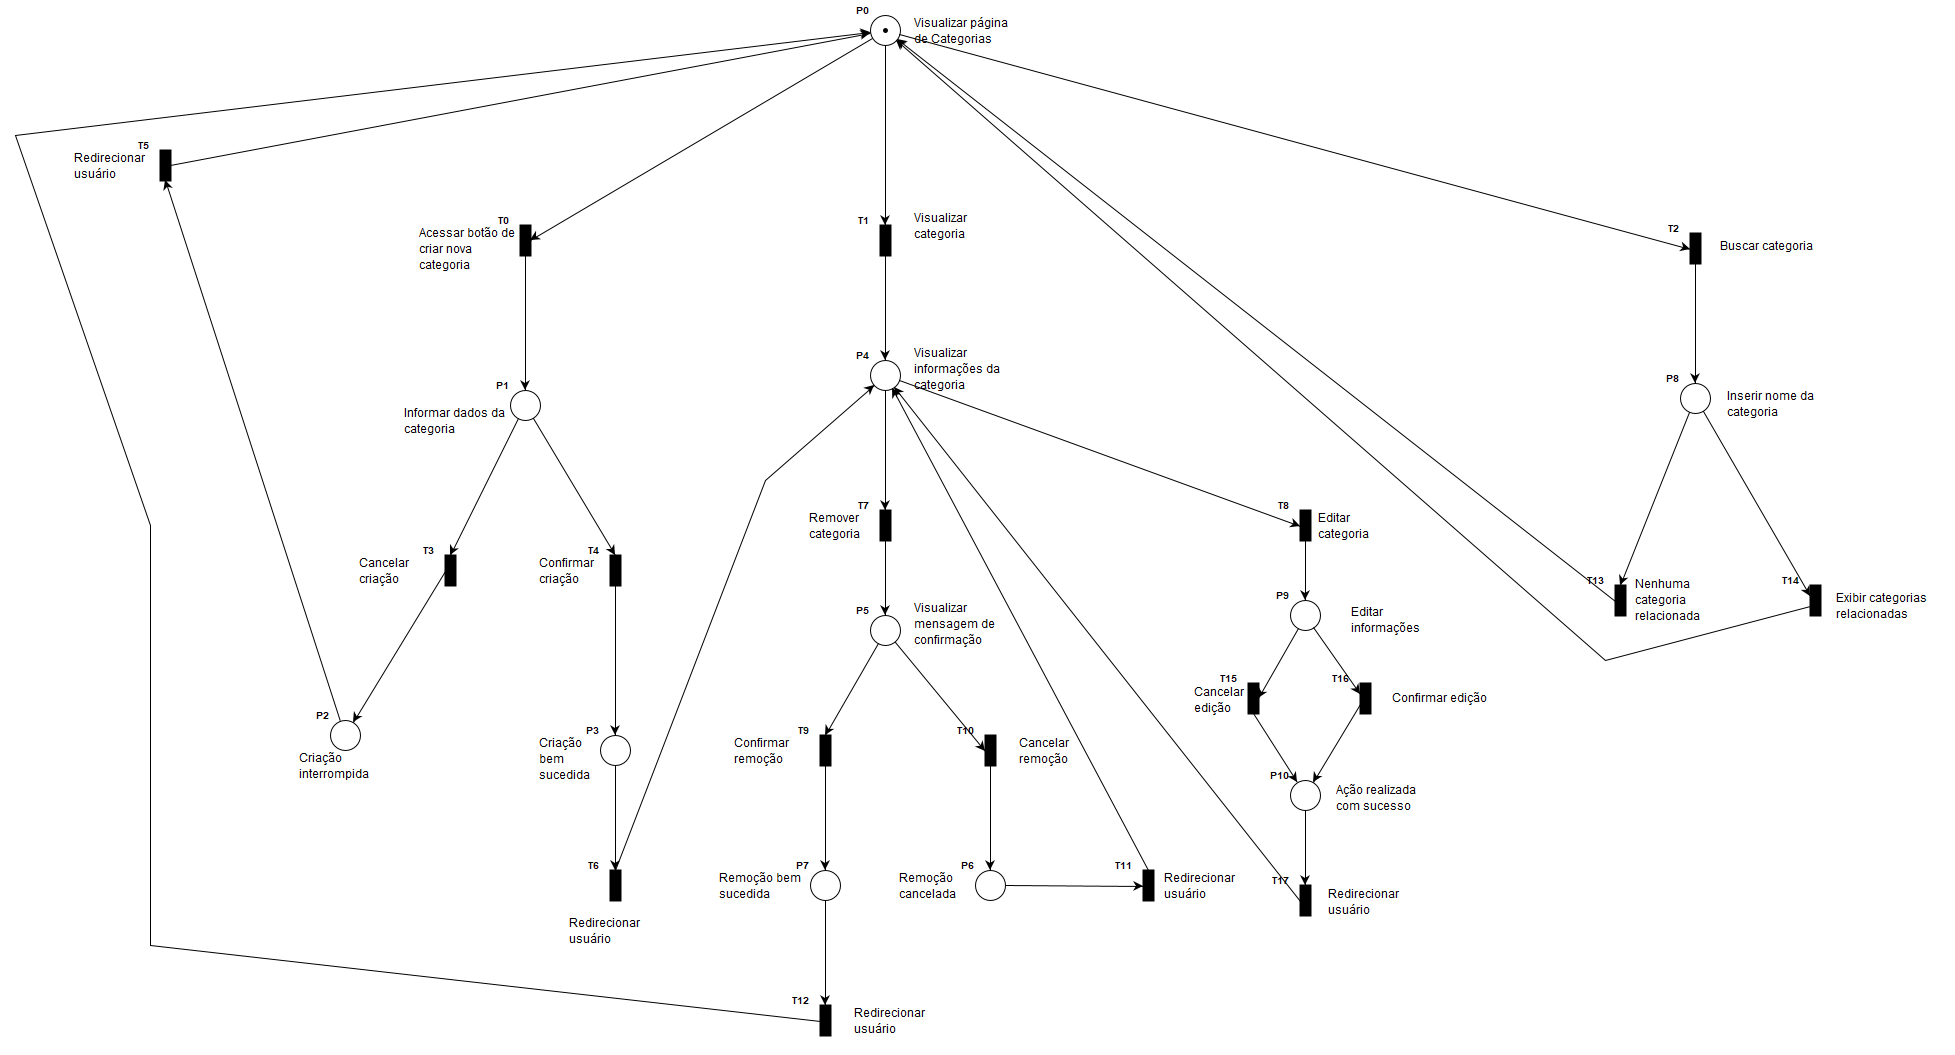 P0
Visualizar página
de Categorias
T5
Redirecionar
usuário
T0
Acessar botão de
criar nova
categoria
T1
Visualizar
categoria
T2
Buscar categoria
P4
Visualizar
informações da
categoria
P1
Informar dados da
categoria
P8
Inserir nome da
categoria
T7
Remover
categoria
T8
Editar
categoria
T3
Cancelar
criação
T4
Confirmar
criação
T13
Nenhuma
categoria
relacionada
T14
Exibir categorias
relacionadas
P5
Visualizar
mensagem de
confirmação
P9
Editar
informações
T15
Cancelar
edição
T16
Confirmar edição
P2
Criação
interrompida
P3
Criação
bem
sucedida
T9
Confirmar
remoção
T10
Cancelar
remoção
P10
Ação realizada
com sucesso
T6
Redirecionar
usuário
P7
Remoção bem
sucedida
P6
Remoção
cancelada
T11
Redirecionar
usuário
T17
Redirecionar
usuário
T12
Redirecionar
usuário